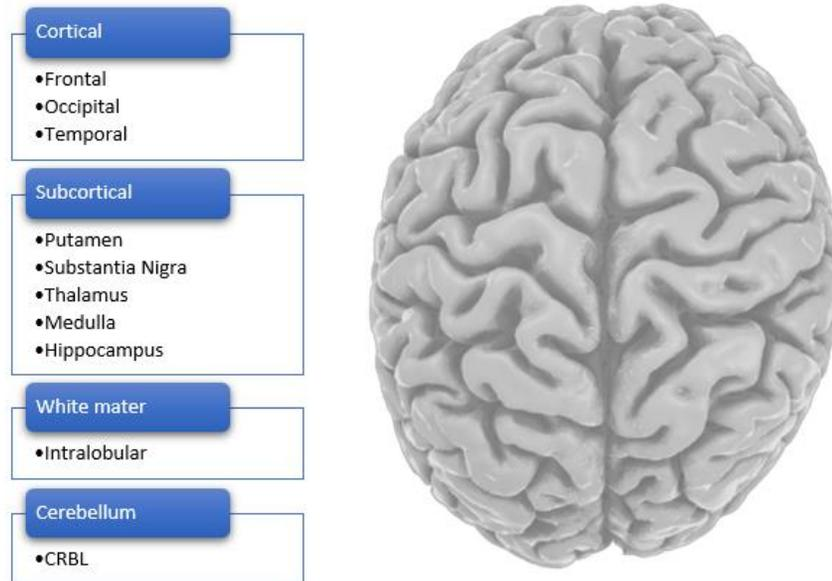 Cortical
•Frontal
•Occipital
•Temporal
Subcortical
•Putamen
•Substantia Nigra
•Thalamus
•Medulla
•Hippocampus
White mater
•Intralobular
Cerebellum
•CRBL